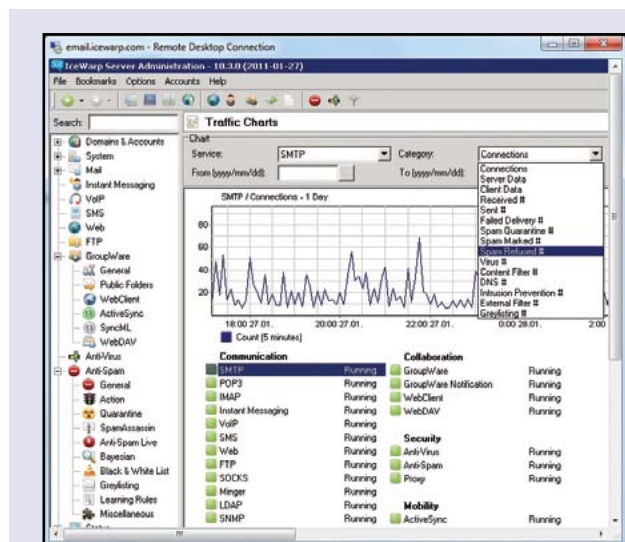 email.icewarp.com - Remote Desktop Connection
IceWarp Server Administration - 10.3.0 (2011-01-27)
File Bookmarks Options Accounts Help
Search:
Traffic Charts
Domains & Accounts
System
Mail
Instant Messaging
VoIP
SMS
Web
FTP
GroupWare
General
Public Folders
WebClient
ActiveSync
SyncML
WebDAV
Anti-Virus
Anti-Spam
General
Action
Quarantine
SpamAssassin
Anti-Spam Live
Bayesian
Black & White List
Greylisting
Learning Rules
Miscellaneous
Status
Chart
Service: SMTP Category: Connections
From (yyyy/mm/dd): To (yyyy/mm/dd):
Connections
Server Data
Client Data
Received #
Sent #
Failed Delivery #
Spam Quarantine #
Spam Marked #
Spam Refused #
Virus #
Content Filter #
DNS #
Intrusion Prevention #
External Filter #
Greylisting #
SMTP / Connections - 1 Day
80
60
40
20
18:00 27.01. 20:00 27.01. 22:00 27.01. 0:00 28.01. 2:00
Count [5 minutes]
Communication
SMTP Running
POP3 Running
IMAP Running
Instant Messaging Running
VoIP Running
SMS Running
Web Running
FTP Running
SOCKS Running
Minger Running
LDAP Running
SNMP Running
Collaboration
GroupWare Running
GroupWare Notification Running
WebClient Running
WebDAV Running
Security
Anti-Virus Running
Anti-Spam Running
Proxy Running
Mobility
ActiveSync Running